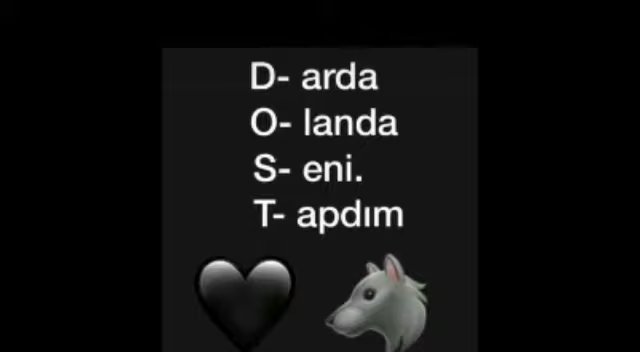 D- arda
O- landa
S- eni.
T- apdım